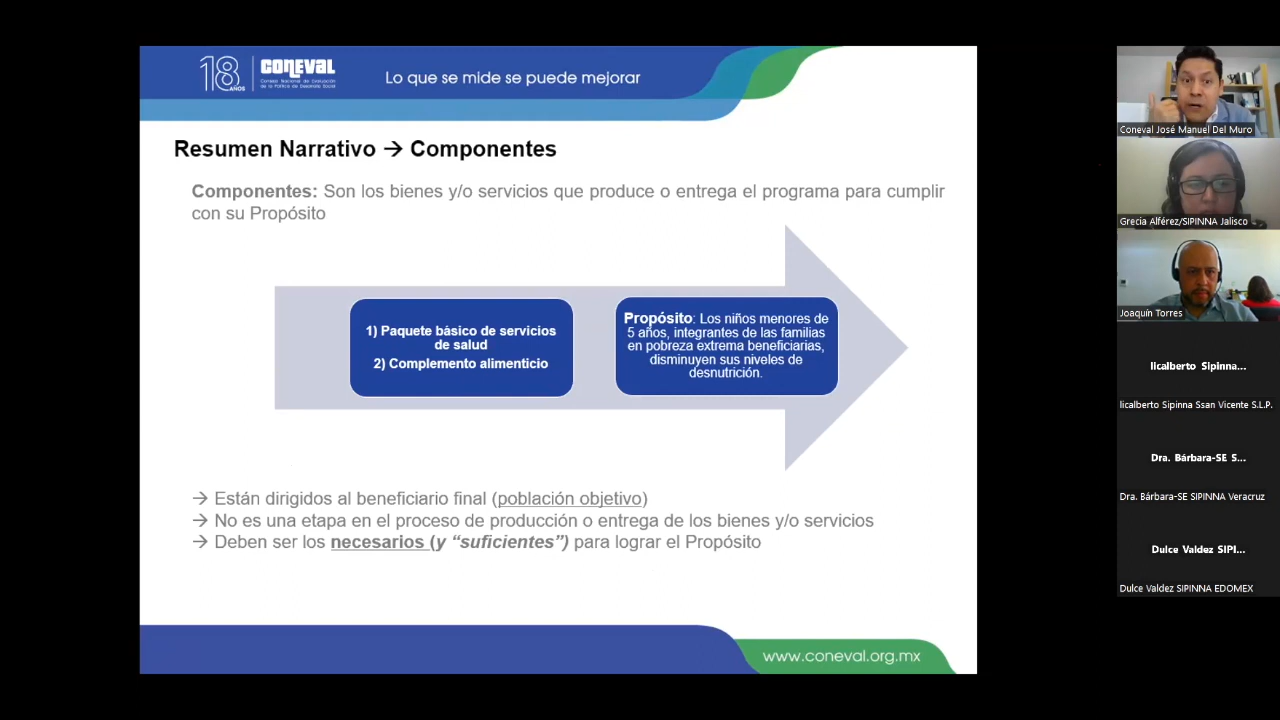 18
AÑOS
CONEVAL
Consejo Nacional de Evaluación
de la Política de Desarrollo Social
Lo que se mide se puede mejorar
Resumen Narrativo → Componentes
Componentes: Son los bienes y/o servicios que produce o entrega el programa para cumplir
con su Propósito
1) Paquete básico de servicios
de salud
2) Complemento alimenticio
Propósito: Los niños menores de
5 años, integrantes de las familias
en pobreza extrema beneficiarias,
disminuyen sus niveles de
desnutrición.
→ Están dirigidos al beneficiario final (población objetivo)
→ No es una etapa en el proceso de producción o entrega de los bienes y/o servicios
→ Deben ser los necesarios (y “suficientes”) para lograr el Propósito
www.coneval.org.mx
Coneval José Manuel Del Muro
Grecia Alférez/SIPINNA Jalisco
Joaquín Torres
licalberto Sipinna...
licalberto Sipinna Ssan Vicente S.L.P.
Dra. Bárbara-SE S...
Dra. Bárbara-SE SIPINNA Veracruz
Dulce Valdez SIPI...
Dulce Valdez SIPINNA EDOMEX